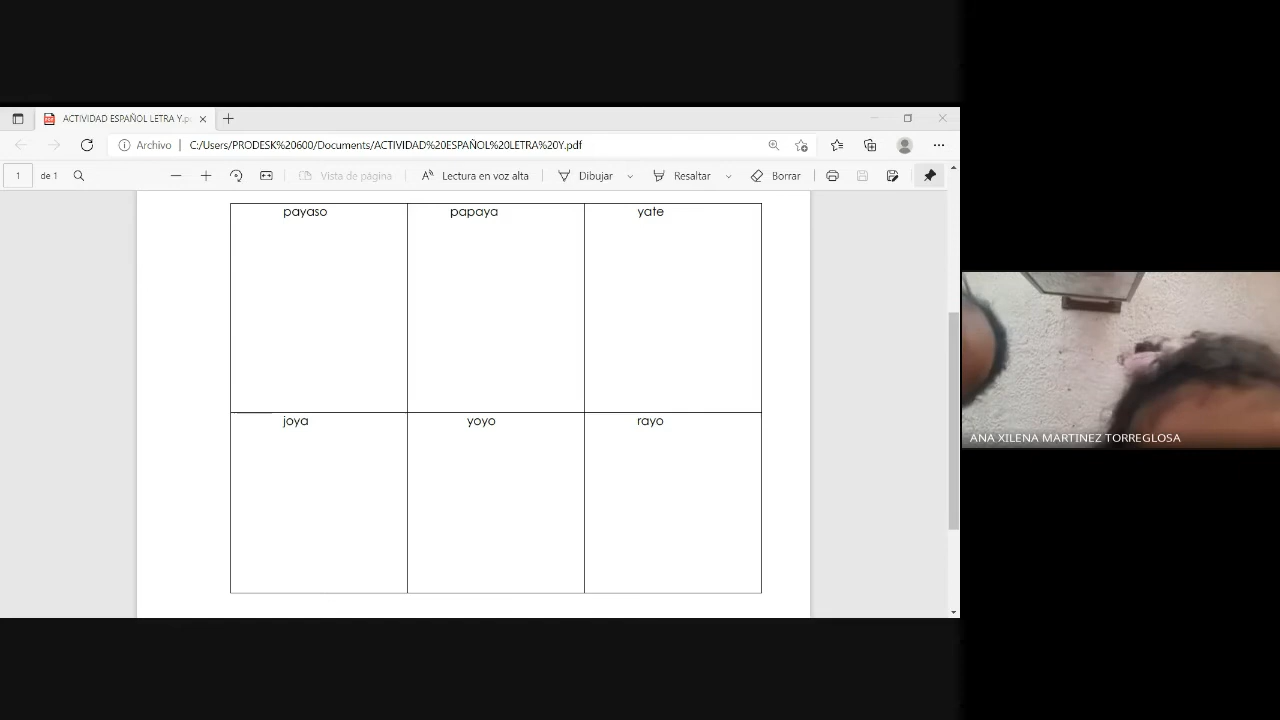 ACTIVIDAD ESPAÑOL LETRA Y.p
Archivo C:/Users/PRODESK%20600/Documents/ACTIVIDAD%20ESPAÑOL%20LETRA%20Y.pdf
1 de 1 Vista de página Lectura en voz alta Dibujar Resaltar Borrar
payaso papaya yate
joya yoyo rayo
ANA XILENA MARTINEZ TORREGLOSA